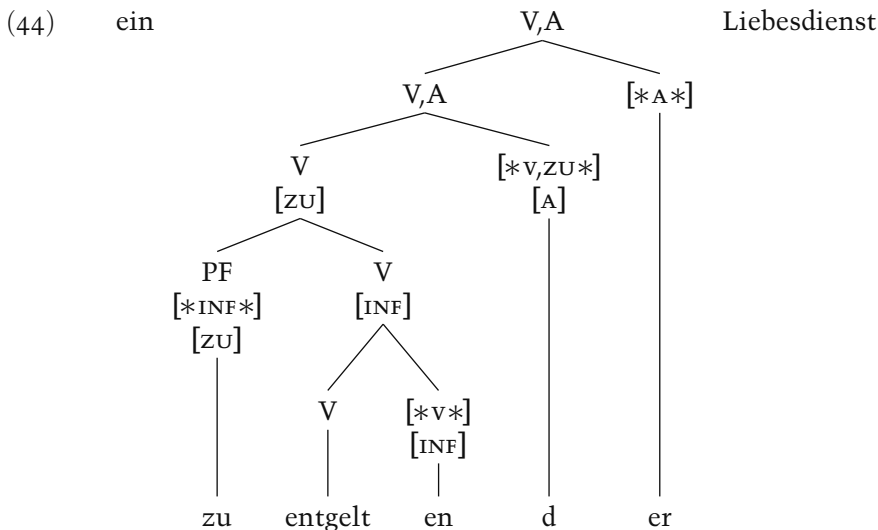 (44) ein V,A Liebesdienst
V,A [*A*]
V [*V,ZU*]
[ZU] [A]
PF V
[*INF*] [INF]
[ZU]
V [*V*]
[INF]
zu entgelt en d er